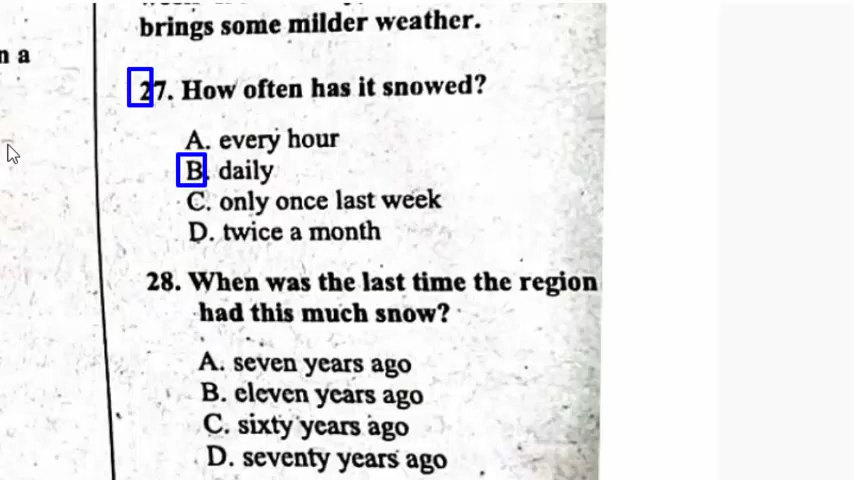 brings some milder weather.
n a
27. How often has it snowed?
A. every hour
B. daily
C. only once last week
D. twice a month
28. When was the last time the region
had this much snow?
A. seven years ago
B. eleven years ago
C. sixty years ago
D. seventy years ago